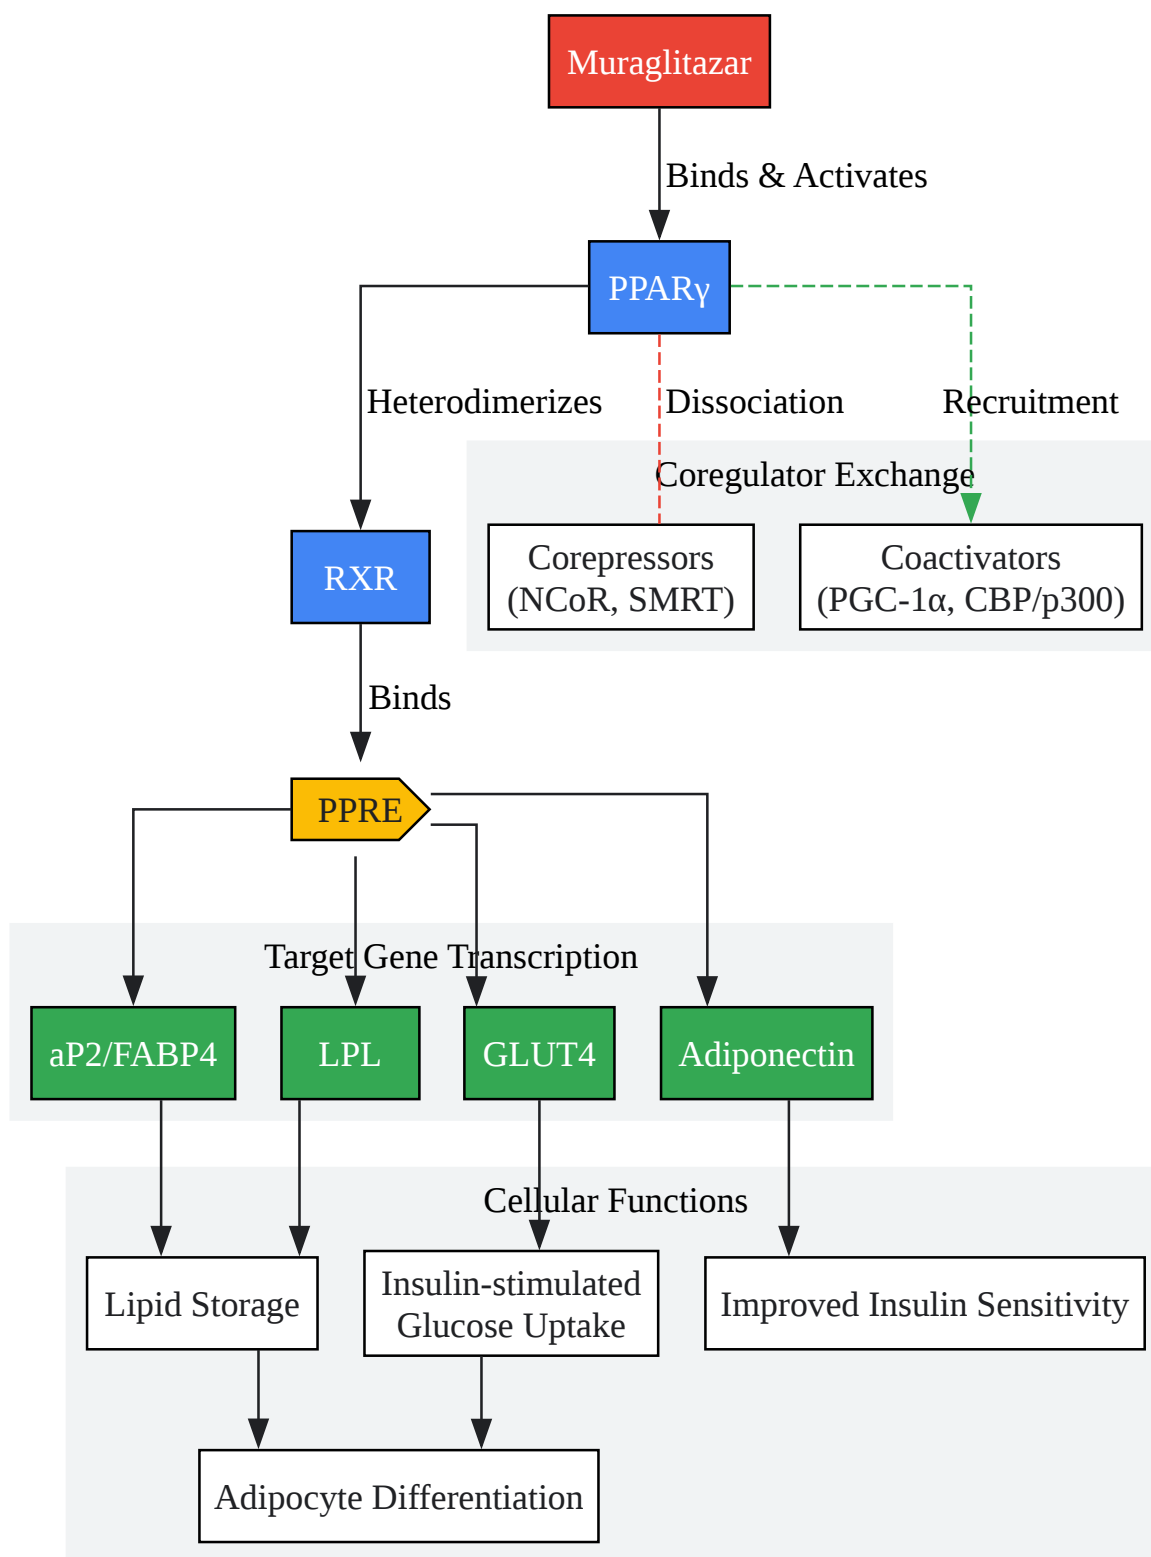 Muraglitazar
Binds & Activates
PPARγ
Heterodimerizes
Dissociation
Recruitment
Coregulator Exchange
Corepressors
(NCoR, SMRT)
Coactivators
(PGC-1α, CBP/p300)
RXR
Binds
PPRE
Target Gene Transcription
aP2/FABP4
LPL
GLUT4
Adiponectin
Cellular Functions
Lipid Storage
Insulin-stimulated
Glucose Uptake
Improved Insulin Sensitivity
Adipocyte Differentiation